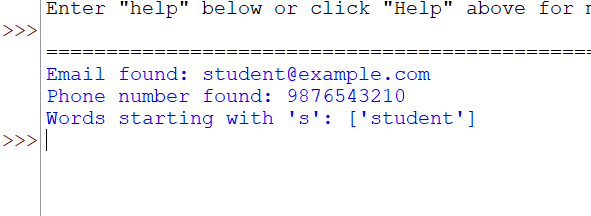 Enter "help" below or click "Help" above for
>>>
================================================
Email found: student@example.com
Phone number found: 9876543210
Words starting with 's': ['student']
>>>